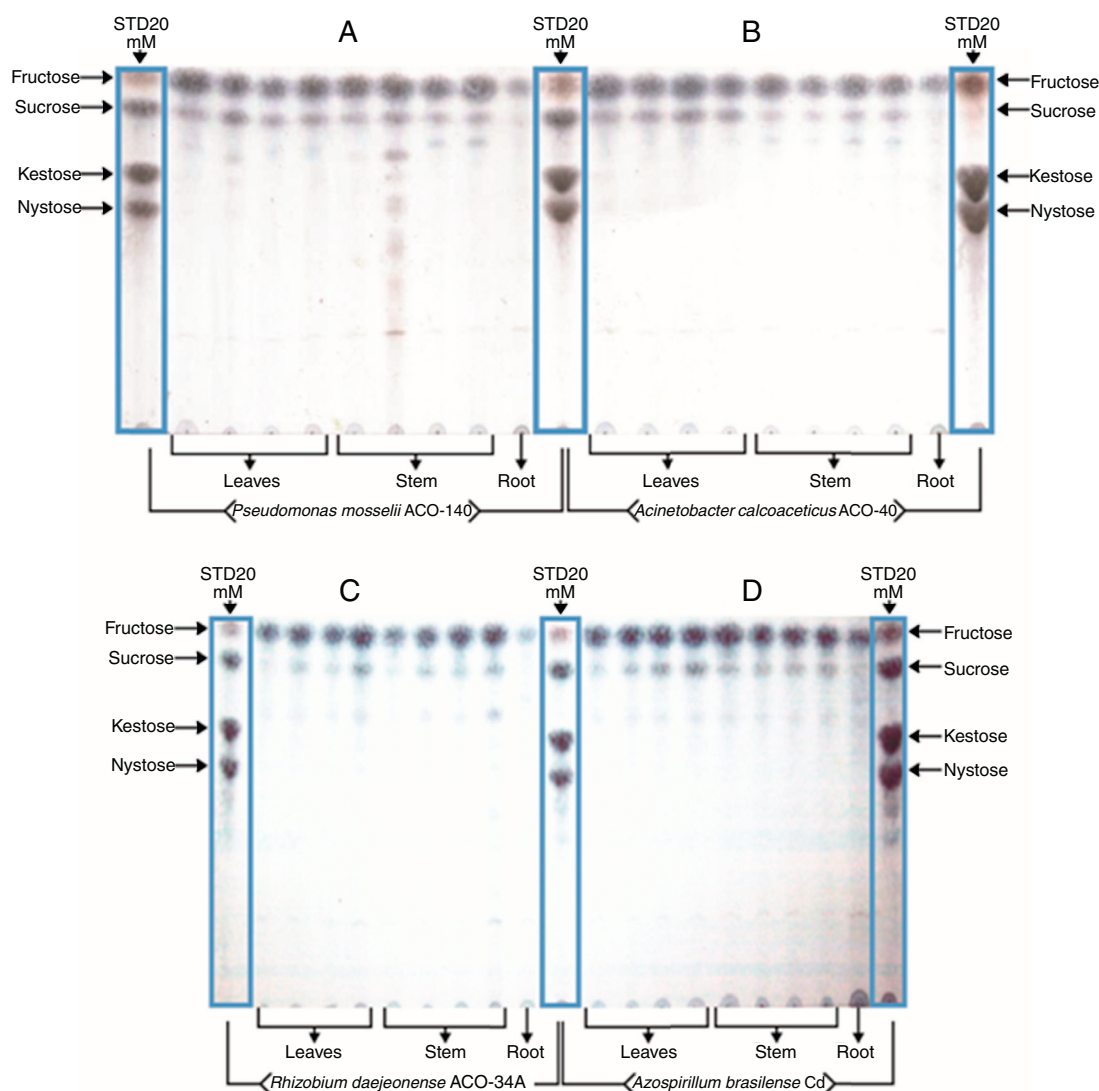 STD20 mM
A
STD20 mM
B
STD20 mM
Fructose
Sucrose
Kestose
Nystose
Fructose
Sucrose
Kestose
Nystose
Leaves
Stem
Root
Leaves
Stem
Root
Pseudomonas mosselii ACO-140
Acinetobacter calcoaceticus ACO-40
STD20 mM
C
STD20 mM
D
STD20 mM
Fructose
Sucrose
Kestose
Nystose
Fructose
Sucrose
Kestose
Nystose
Leaves
Stem
Root
Leaves
Stem
Root
Rhizobium daejeonense ACO-34A
Azospirillum brasilense Cd